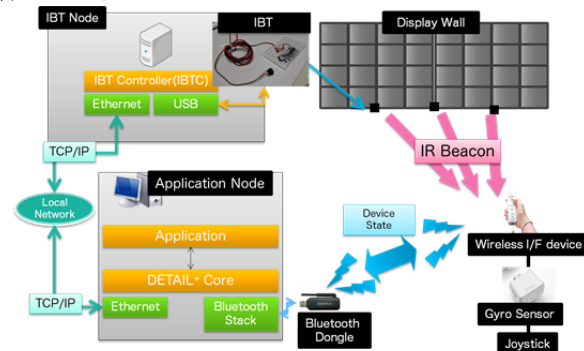 IBT Node
IBT
Display Wall
IBT Controller(IBTC)
Ethernet
USB
TCP/IP
IR Beacon
Local
Network
Application Node
Application
DETAIL+ Core
TCP/IP
Ethernet
Bluetooth
Stack
Bluetooth
Dongle
Device
State
Wireless I/F device
Gyro Sensor
Joystick